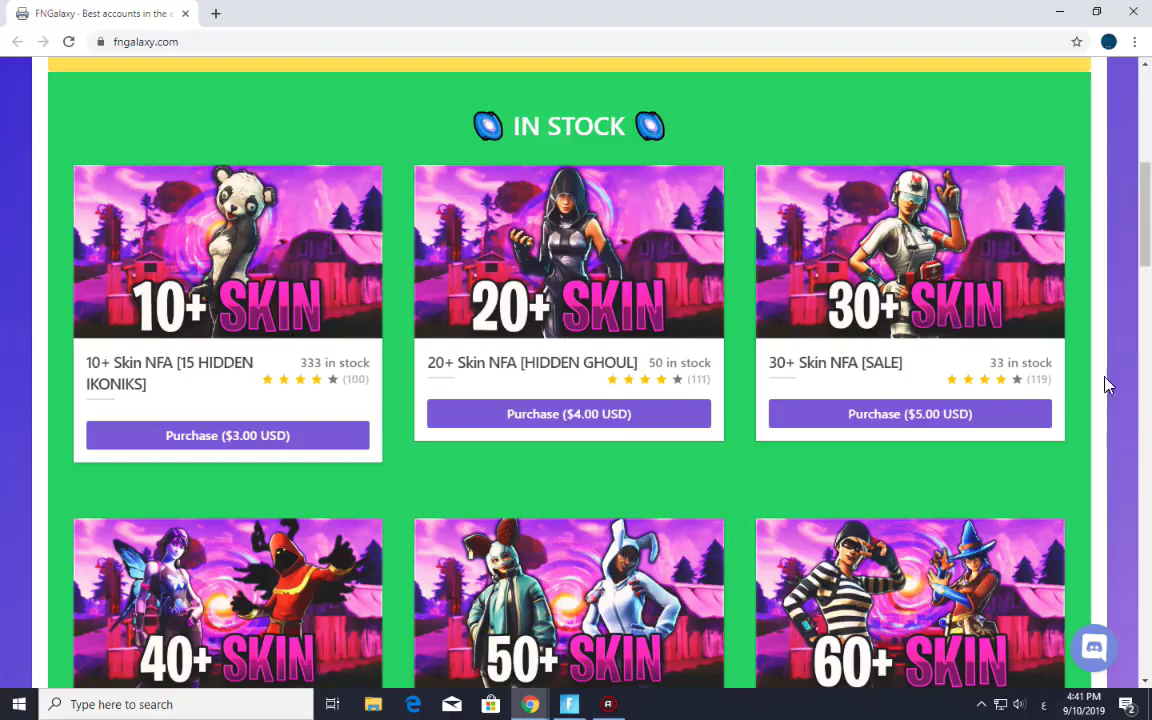 FNGalaxy - Best accounts in the e
fngalaxy.com
IN STOCK
10+ SKIN
20+ SKIN
30+ SKIN
10+ Skin NFA [15 HIDDEN IKONIKS]
333 in stock
(100)
Purchase ($3.00 USD)
20+ Skin NFA [HIDDEN GHOUL]
50 in stock
(111)
Purchase ($4.00 USD)
30+ Skin NFA [SALE]
33 in stock
(119)
Purchase ($5.00 USD)
40+ SKIN
50+ SKIN
60+ SKIN
Type here to search
ع
4:41 PM
9/10/2019
2